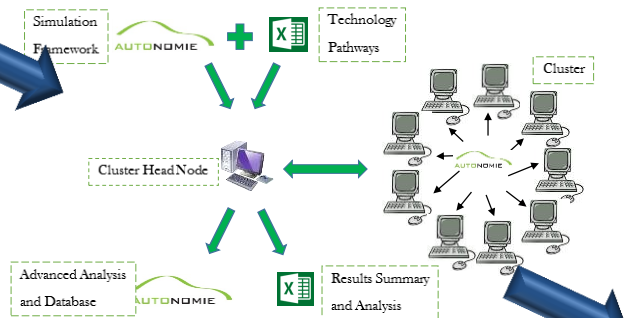 Simulation
Framework
AUTONOMIE
Technology
Pathways
Cluster
Cluster Head Node
AUTONOMIE
Advanced Analysis
and Database
AUTONOMIE
Results Summary
and Analysis